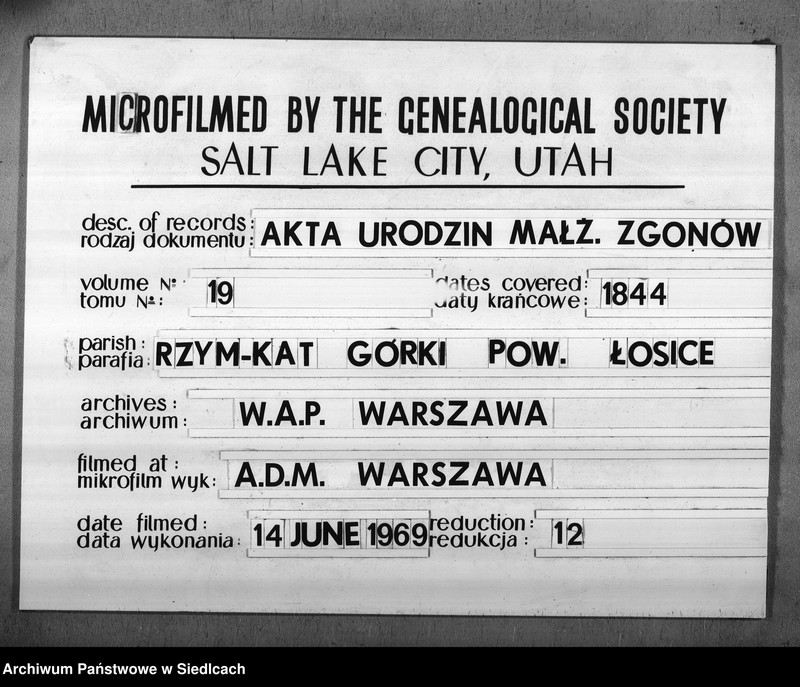 MICROFILMED BY THE GENEALOGICAL SOCIETY
SALT LAKE CITY, UTAH
desc. of records:
rodzaj dokumentu: AKTA URODZIN MAŁŻ. ZGONÓW
volume Nº
tomu Nº: 19
dates covered:
daty krańcowe: 1844
parish:
parafia: RZYM-KAT GÓRKI POW. ŁOSICE
archives:
archiwum: W.A.P. WARSZAWA
filmed at:
mikrofilm wyk: A.D.M. WARSZAWA
date filmed:
data wykonania: 14 JUNE 1969
reduction:
redukcja: 12
Archiwum Państwowe w Siedlcach